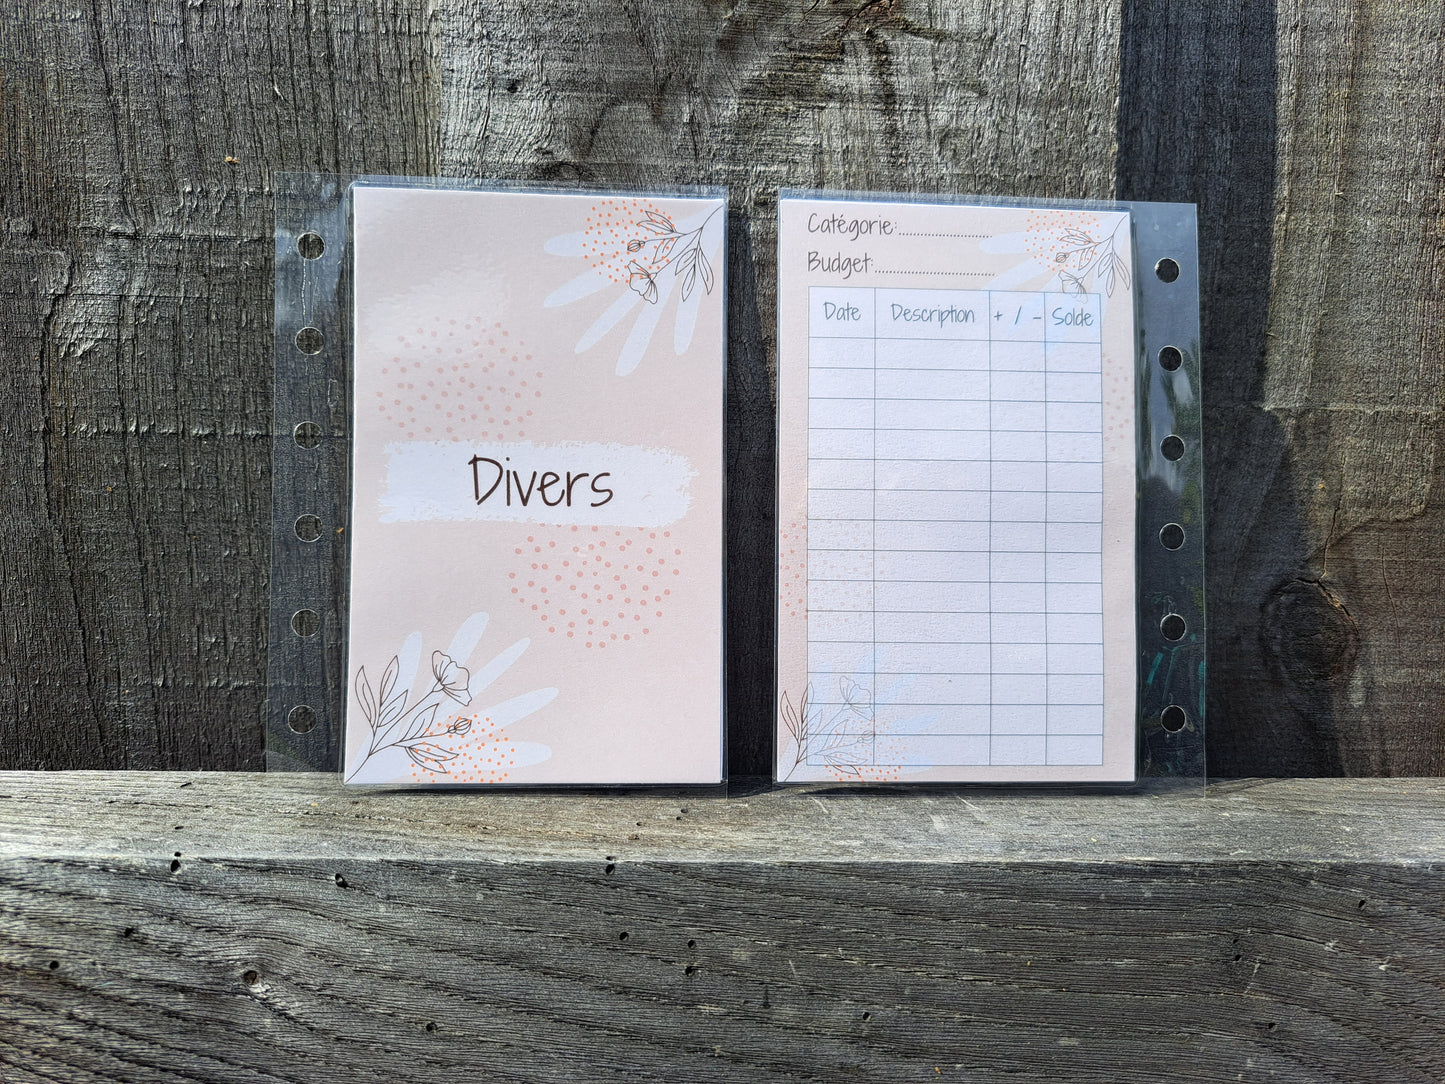 Divers
Catégorie:........................
Budget:..............................
Date Description + / - Solde